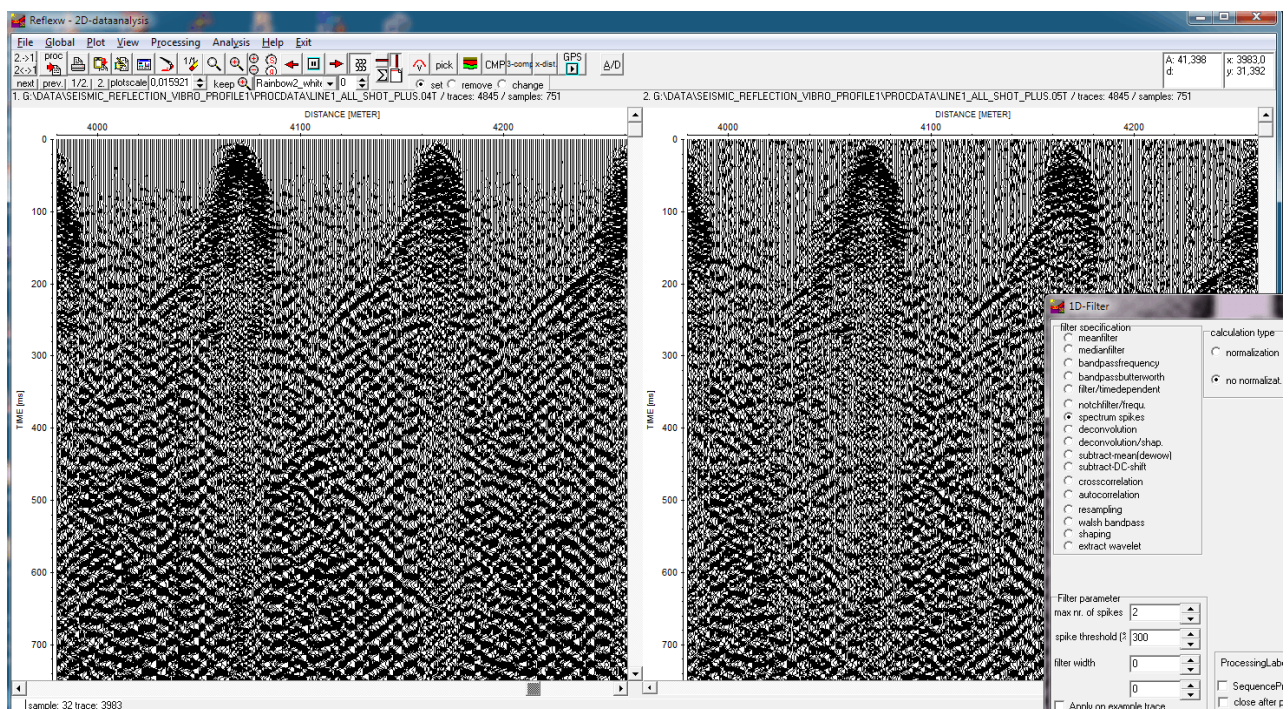 Reflexw - 2D-dataanalysis
File Global Plot View Processing Analysis Help Exit
2.->1 proc 1/2 pick CMP 3-comp x-dist. GPS A/D
2<->1
A: 41,398 x: 3983,0
d: y: 31,392
next prev. 1/2. 2. plotscale 0,015921 keep Rainbow2_white 0 set remove change
1. G:\DATA\SEISMIC_REFLECTION_VIBRO_PROFILE1\PROCDATA\LINE1_ALL_SHOT_PLUS.04T / traces: 4845 / samples: 751
2. G:\DATA\SEISMIC_REFLECTION_VIBRO_PROFILE1\PROCDATA\LINE1_ALL_SHOT_PLUS.05T / traces: 4845 / samples: 751
DISTANCE [METER]
4000 4100 4200
0
100
200
300
400
500
600
700
TIME [ms]
DISTANCE [METER]
4000 4100 4200
0
100
200
300
400
500
600
700
TIME [ms]
1D-Filter
filter specification
meanfilter
medianfilter
bandpassfrequency
bandpassbutterworth
filter/timedependent
notchfilter/frequ.
spectrum spikes
deconvolution
deconvolution/shap.
subtract-mean(dewow)
subtract-DC-shift
crosscorrelation
autocorrelation
resampling
walsh bandpass
shaping
extract wavelet
calculation type
normalization
no normalizat.
Filter parameter
max nr. of spikes 2
spike threshold (% 300
filter width 0
0
Apply on example trace
ProcessingLabe
SequencePr
close after p
sample: 32 trace: 3983